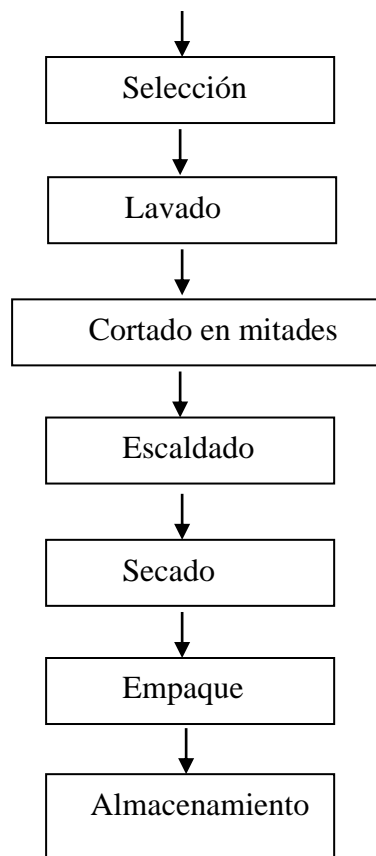 Selección
Lavado
Cortado en mitades
Escaldado
Secado
Empaque
Almacenamiento